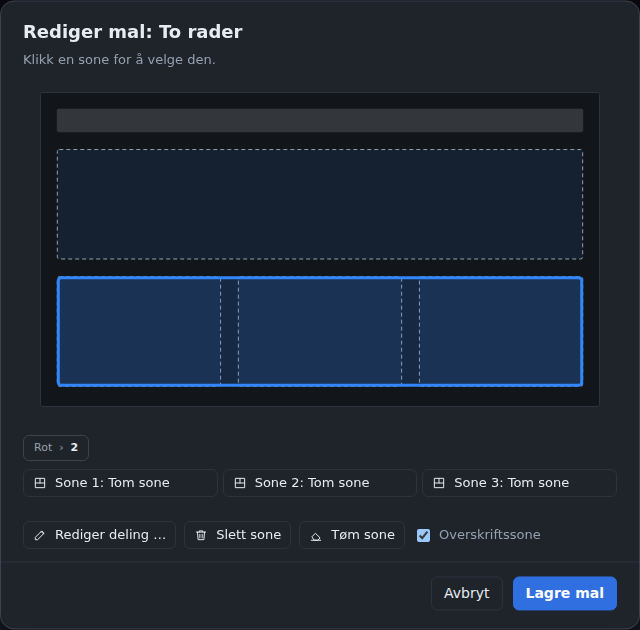 Rediger mal: To rader
Klikk en sone for å velge den.
Rot › 2
Sone 1: Tom sone
Sone 2: Tom sone
Sone 3: Tom sone
Rediger deling …
Slett sone
Tøm sone
Overskriftssone
Avbryt
Lagre mal